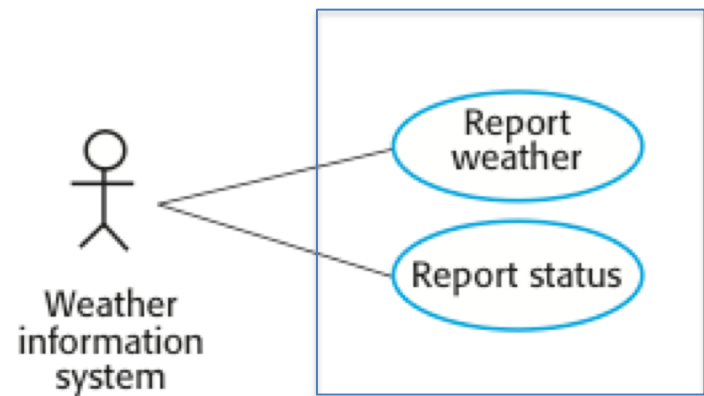 Report
weather
Report status
Weather
information
system